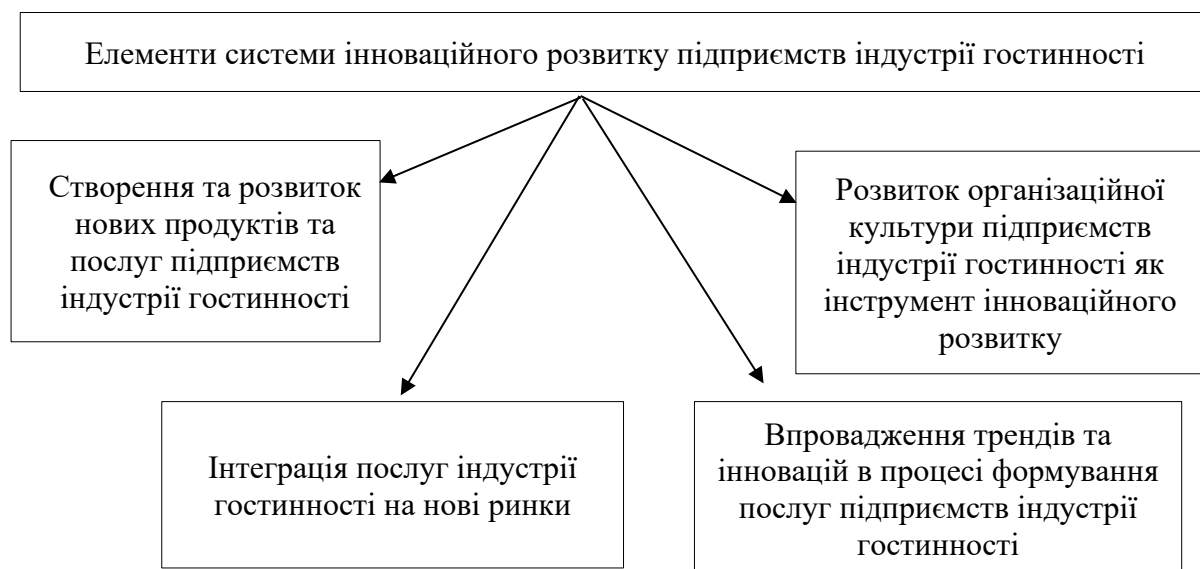 Елементи системи інноваційного розвитку підприємств індустрії гостинності
Створення та розвиток
нових продуктів та
послуг підприємств
індустрії гостинності
Розвиток організаційної
культури підприємств
індустрії гостинності як
інструмент інноваційного
розвитку
Інтеграція послуг індустрії
гостинності на нові ринки
Впровадження трендів та
інновацій в процесі формування
послуг підприємств індустрії
гостинності